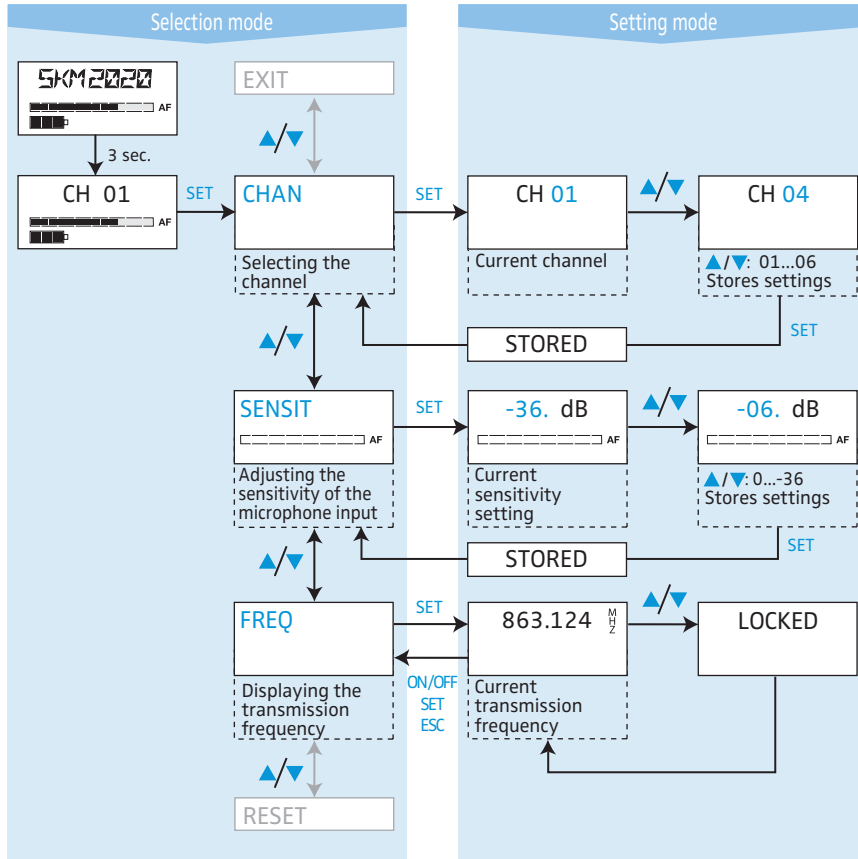 Selection mode
Setting mode
SKM2020
AF
3 sec.
EXIT
▲/▼
CH 01
AF
SET
CHAN
Selecting the
channel
SET
CH 01
Current channel
▲/▼
CH 04
▲/▼: 01...06
Stores settings
SET
STORED
▲/▼
SENSIT
AF
Adjusting the
sensitivity of the
microphone input
SET
-36. dB
AF
Current
sensitivity
setting
▲/▼
-06. dB
AF
▲/▼: 0...-36
Stores settings
SET
STORED
▲/▼
FREQ
Displaying the
transmission
frequency
SET
ON/OFF
SET
ESC
863.124 MHZ
Current
transmission
frequency
▲/▼
LOCKED
▲/▼
RESET